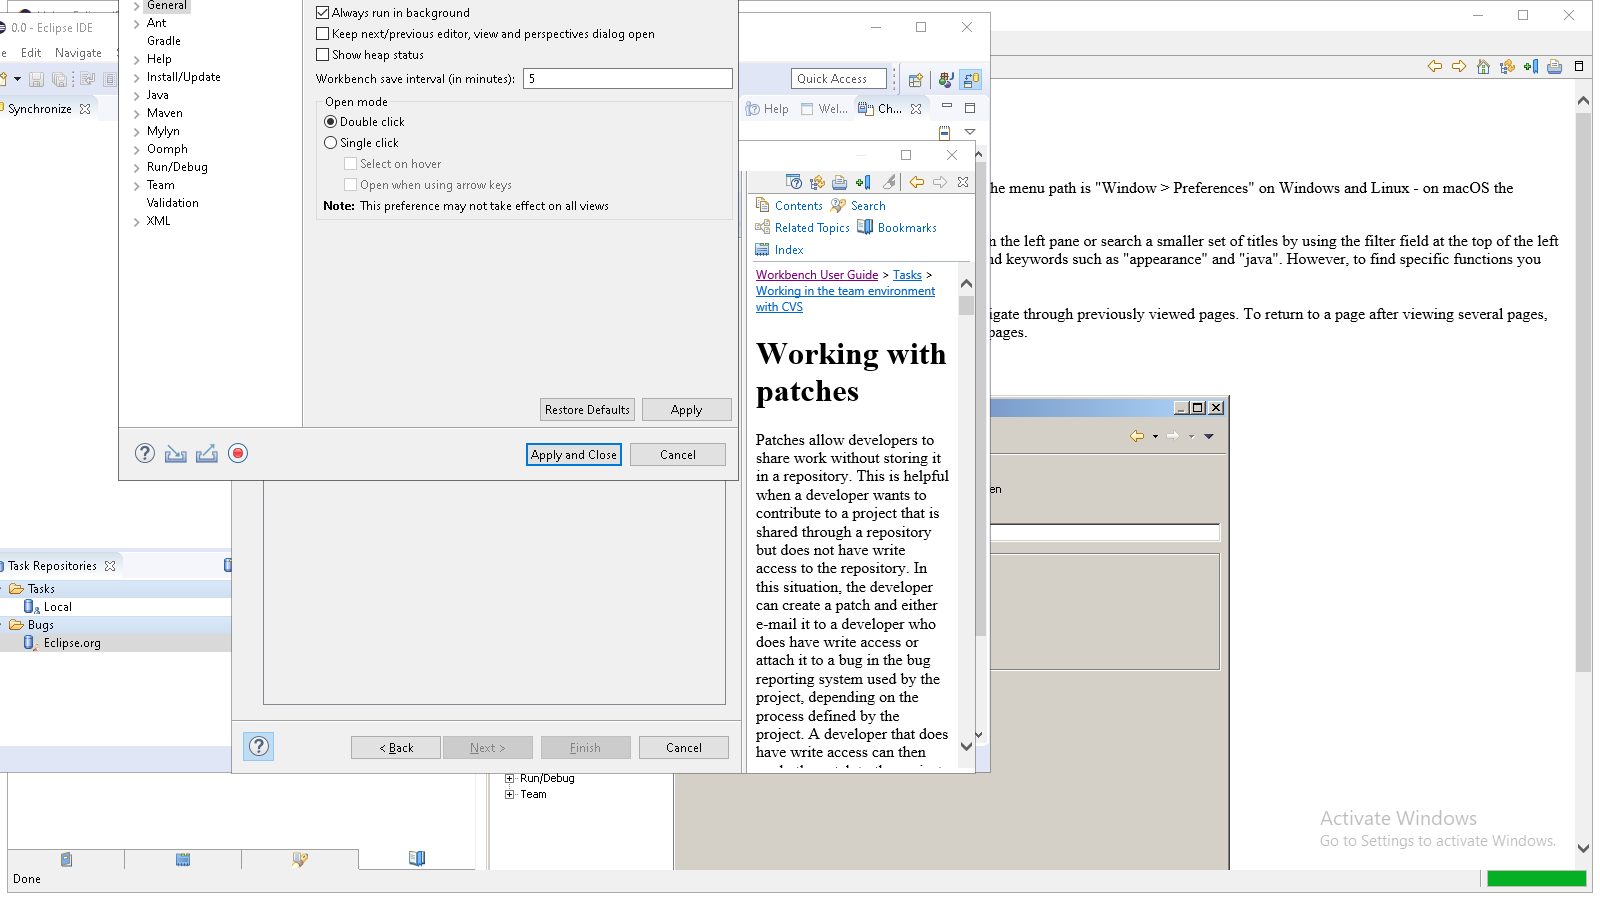 General
Ant
Gradle
Help
Install/Update
Java
Maven
Mylyn
Oomph
Run/Debug
Team
Validation
XML
Always run in background
Keep next/previous editor, view and perspectives dialog open
Show heap status
Workbench save interval (in minutes): 5
Open mode
Double click
Single click
Select on hover
Open when using arrow keys
Note: This preference may not take effect on all views
Restore Defaults Apply
Apply and Close Cancel
0.0 - Eclipse IDE
Edit Navigate
Synchronize
Task Repositories
Tasks
Local
Bugs
Eclipse.org
< Back Next > Finish Cancel
Quick Access
Help Wel... Ch...
Contents Search
Related Topics Bookmarks
Index
Workbench User Guide > Tasks >
Working in the team environment
with CVS
Working with
patches
Patches allow developers to
share work without storing it
in a repository. This is helpful
when a developer wants to
contribute to a project that is
shared through a repository
but does not have write
access to the repository. In
this situation, the developer
can create a patch and either
e-mail it to a developer who
does have write access or
attach it to a bug in the bug
reporting system used by the
project, depending on the
process defined by the
project. A developer that does
have write access can then
he menu path is "Window > Preferences" on Windows and Linux - on macOS the
n the left pane or search a smaller set of titles by using the filter field at the top of the left
nd keywords such as "appearance" and "java". However, to find specific functions you
igate through previously viewed pages. To return to a page after viewing several pages,
pages.
en
Run/Debug
Team
Activate Windows
Go to Settings to activate Windows.
Done